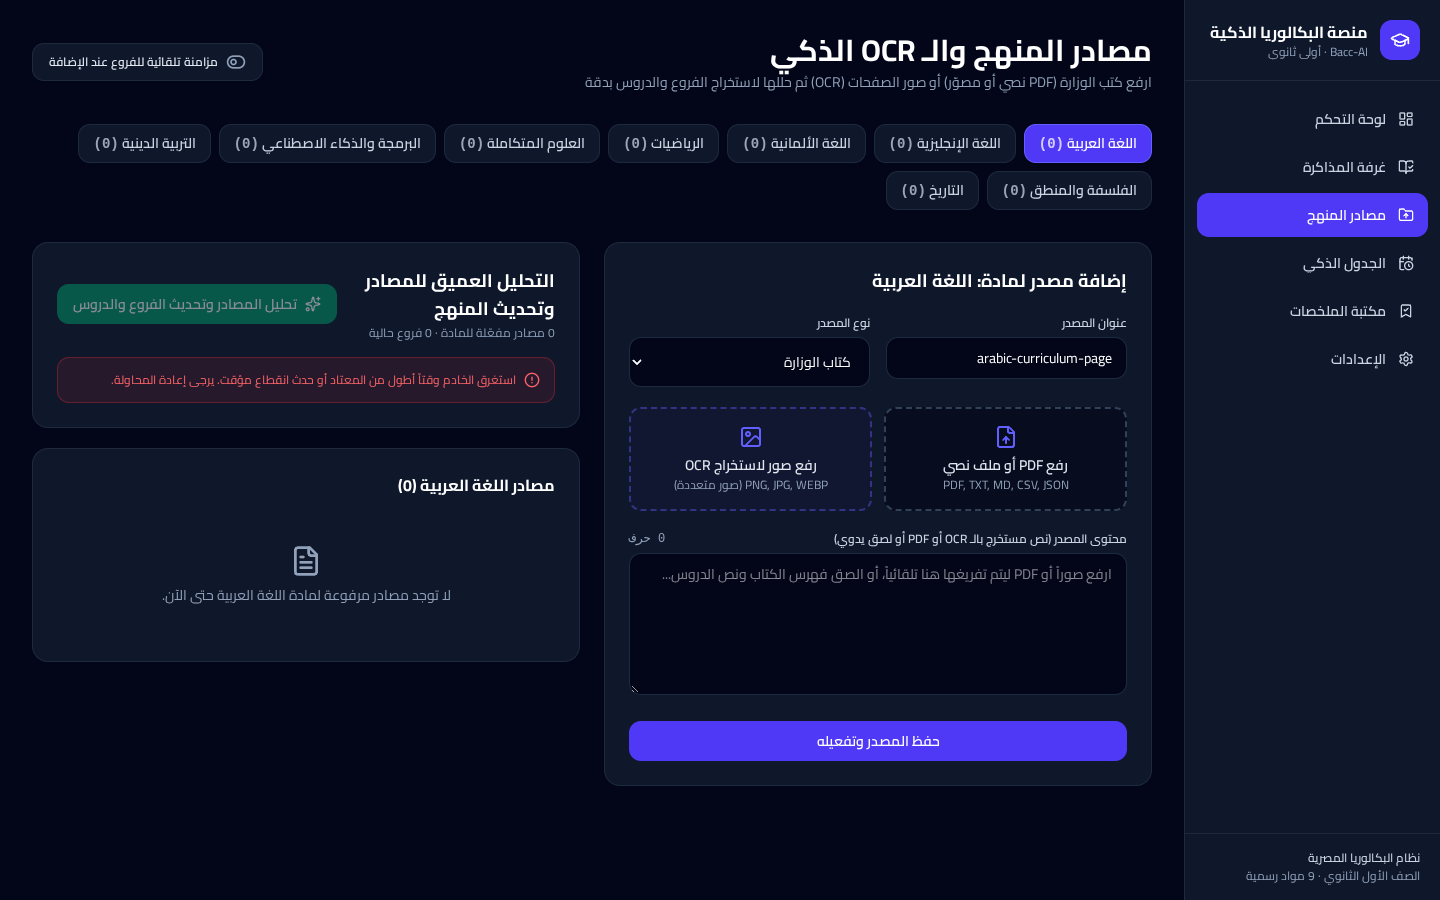 منصة البكالوريا الذكية
Bacc-AI · أولى ثانوى
لوحة التحكم
غرفة المذاكرة
مصادر المنهج
الجدول الذكي
مكتبة الملخصات
الإعدادات
نظام البكالوريا المصرية
الصف الأول الثانوي · 9 مواد رسمية
مصادر المنهج والـ OCR الذكي
ارفع كتب الوزارة (PDF نصي أو مصوّر) أو صور الصفحات (OCR) ثم حللها لاستخراج الفروع والدروس بدقة
مزامنة تلقائية للفروع عند الإضافة
اللغة العربية (0)
اللغة الإنجليزية (0)
اللغة الألمانية (0)
الرياضيات (0)
العلوم المتكاملة (0)
البرمجة والذكاء الاصطناعي (0)
التربية الدينية (0)
الفلسفة والمنطق (0)
التاريخ (0)
إضافة مصدر لمادة: اللغة العربية
عنوان المصدر
نوع المصدر
arabic-curriculum-page
كتاب الوزارة
رفع PDF أو ملف نصي
PDF, TXT, MD, CSV, JSON
رفع صور لاستخراج OCR
PNG, JPG, WEBP (صور متعددة)
محتوى المصدر (نص مستخرج بالـ OCR أو PDF أو لصق يدوي)
0 حرف
ارفع صوراً أو PDF ليتم تفريغها هنا تلقائياً، أو الصق فهرس الكتاب ونص الدروس...
حفظ المصدر وتفعيله
التحليل العميق للمصادر
وتحديث المنهج
0 مصادر مفعّلة للمادة · 0 فروع حالية
تحليل المصادر وتحديث الفروع والدروس
استغرق الخادم وقتاً أطول من المعتاد أو حدث انقطاع مؤقت. يرجى إعادة المحاولة.
مصادر اللغة العربية (0)
لا توجد مصادر مرفوعة لمادة اللغة العربية حتى الآن.